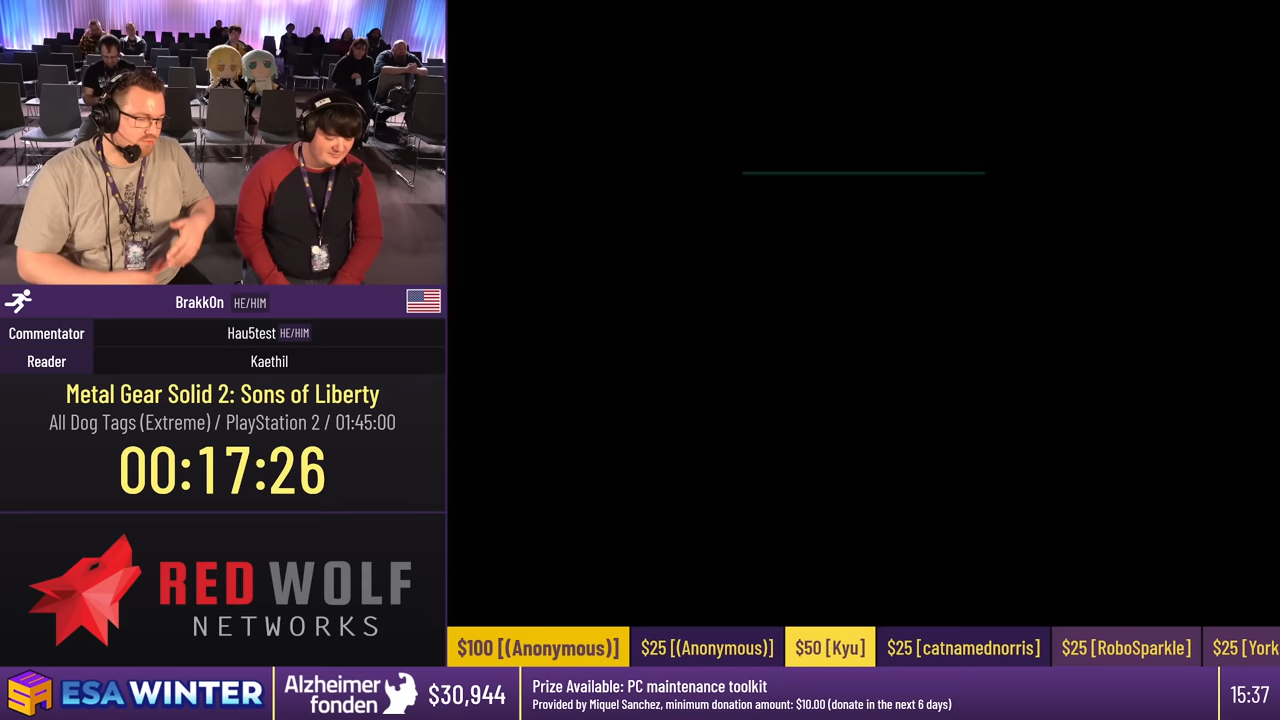 BrakkOn HE/HIM
Commentator Hau5test HE/HIM
Reader Kaethil
Metal Gear Solid 2: Sons of Liberty
All Dog Tags (Extreme) / PlayStation 2 / 01:45:00
00:17:26
RED WOLF
NETWORKS
$100 [(Anonymous)] $25 [(Anonymous)] $50 [Kyu] $25 [catnamednorris] $25 [RoboSparkle] $25 [York
ESA WINTER
Alzheimer
fonden
$30,944
Prize Available: PC maintenance toolkit
Provided by Miquel Sanchez, minimum donation amount: $10.00 (donate in the next 6 days)
15:37